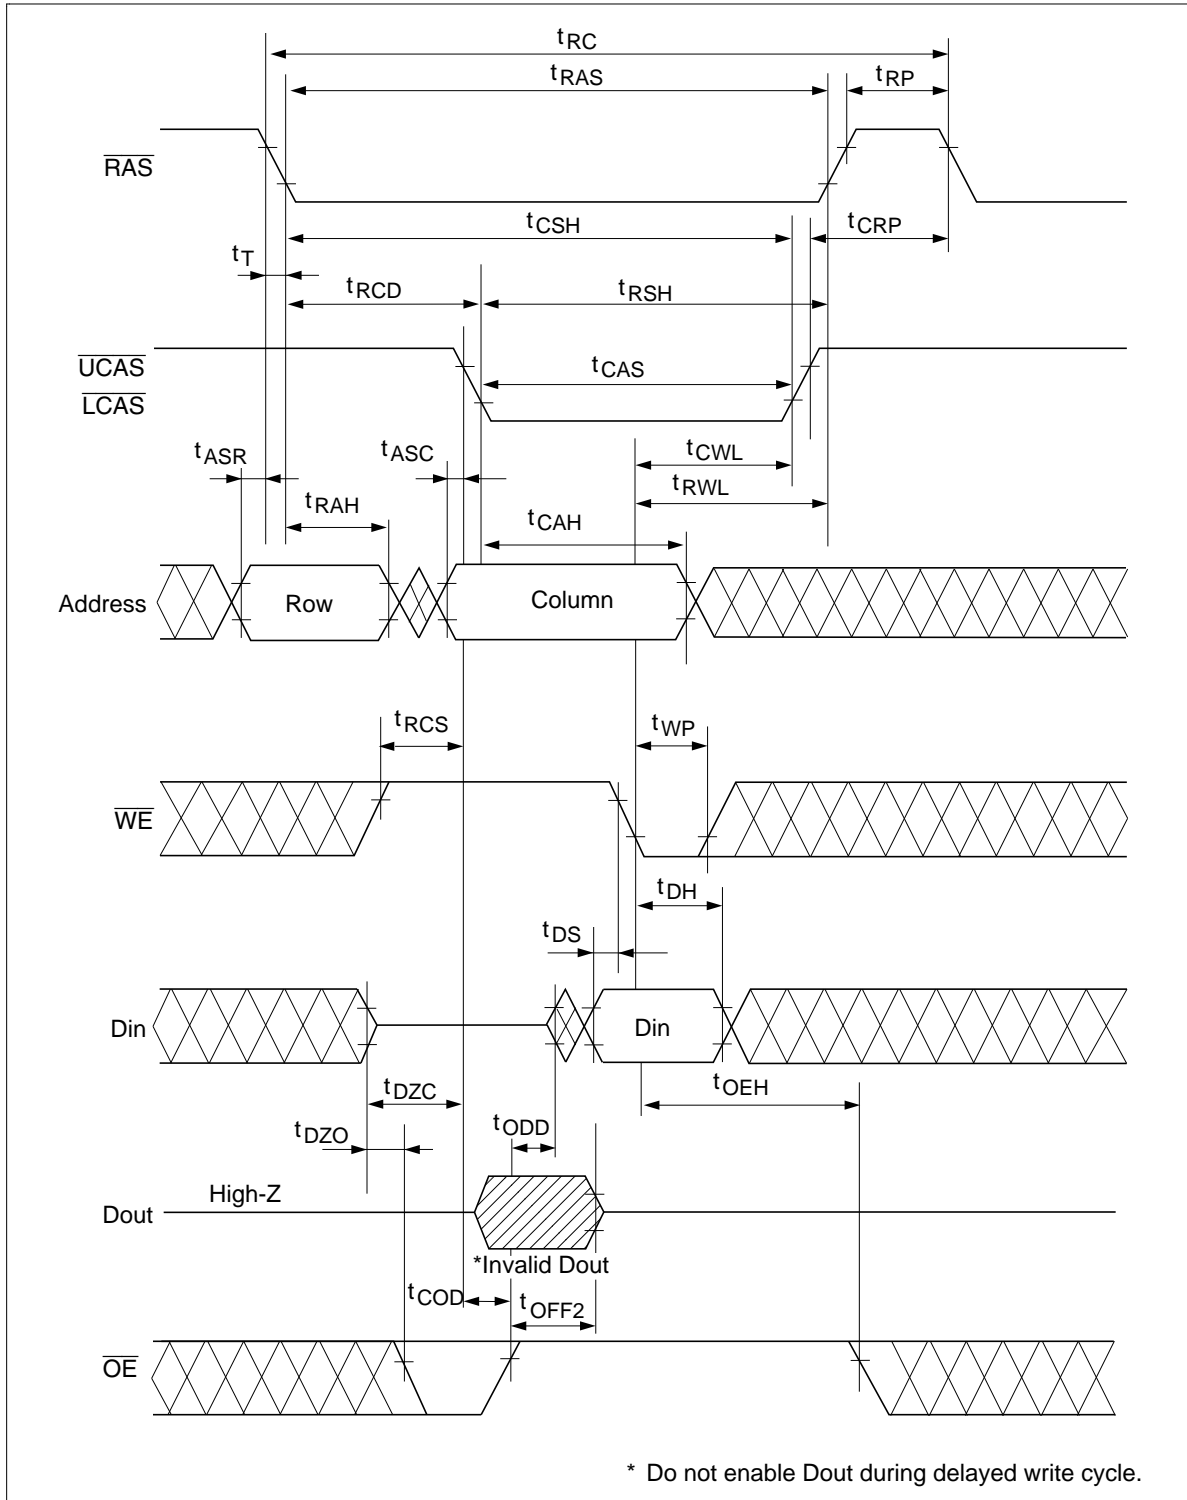 tRC
tRAS
tRP
RAS
tCSH
tCRP
tT
tRCD
tRSH
UCAS
tCAS
LCAS
tASR
tASC
tCWL
tRWL
tRAH
tCAH
Address
Row
Column
tRCS
tWP
WE
tDH
tDS
Din
Din
tDZC
tOEH
tODD
tDZO
High-Z
Dout
*Invalid Dout
tCOD
tOFF2
OE
* Do not enable Dout during delayed write cycle.